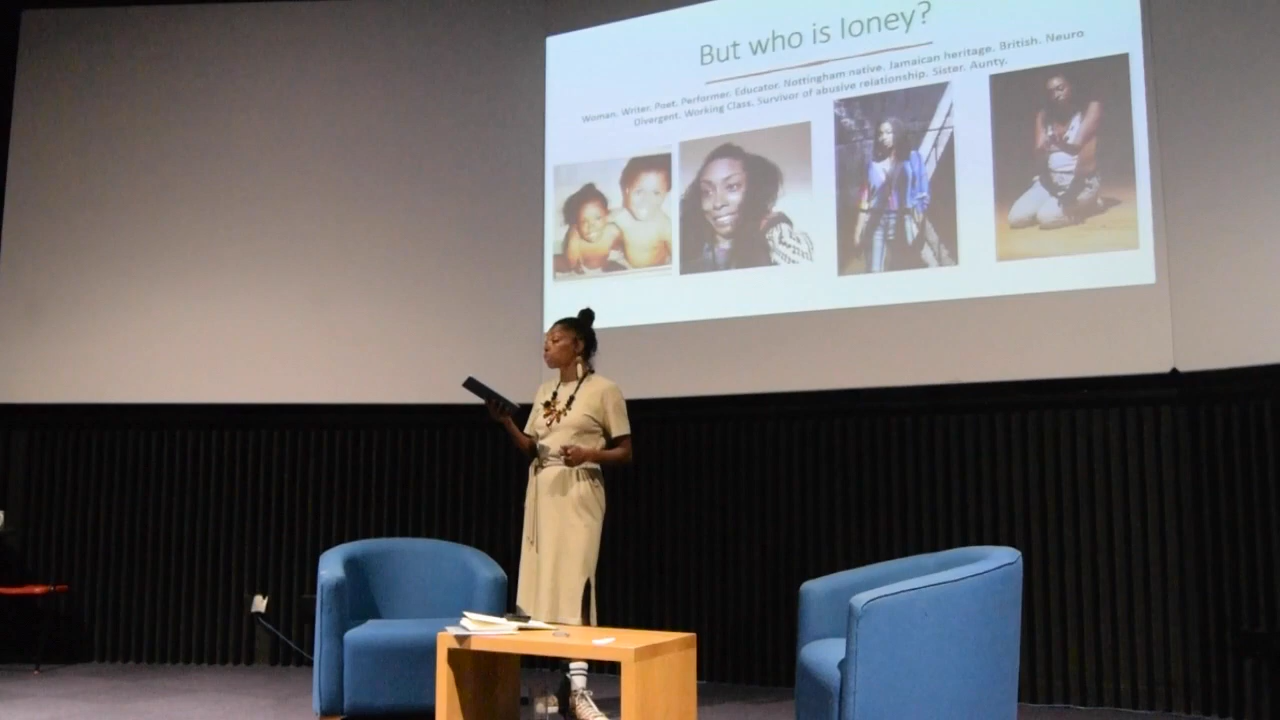 But who is loney?
Woman. Writer. Poet. Performer. Educator. Nottingham native. Jamaican heritage. British. Neuro
Divergent. Working Class. Survivor of abusive relationship. Sister. Aunty.